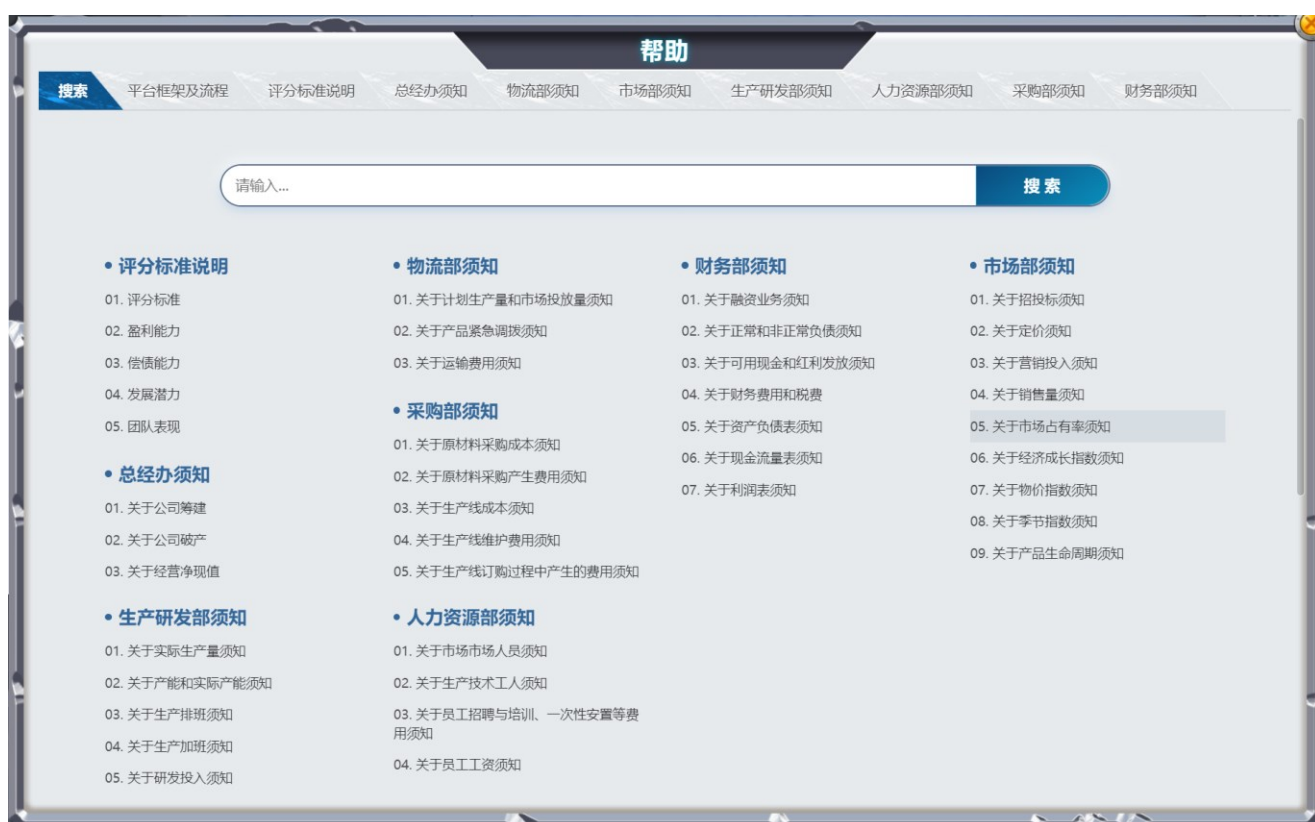 帮助
搜索
平台框架及流程
评分标准说明
总经办须知
物流部须知
市场部须知
生产研发部须知
人力资源部须知
采购部须知
财务部须知
请输入...
搜索
• 评分标准说明
01. 评分标准
02. 盈利能力
03. 偿债能力
04. 发展潜力
05. 团队表现
• 总经办须知
01. 关于公司筹建
02. 关于公司破产
03. 关于经营净现值
• 生产研发部须知
01. 关于实际生产量须知
02. 关于产能和实际产能须知
03. 关于生产排班须知
04. 关于生产加班须知
05. 关于研发投入须知
• 物流部须知
01. 关于计划生产量和市场投放量须知
02. 关于产品紧急调拨须知
03. 关于运输费用须知
• 采购部须知
01. 关于原材料采购成本须知
02. 关于原材料采购产生费用须知
03. 关于生产线成本须知
04. 关于生产线维护费用须知
05. 关于生产线订购过程中产生的费用须知
• 人力资源部须知
01. 关于市场市场人员须知
02. 关于生产技术工人须知
03. 关于员工招聘与培训、一次性安置等费
用须知
04. 关于员工工资须知
• 财务部须知
01. 关于融资业务须知
02. 关于正常和非正常负债须知
03. 关于可用现金和红利发放须知
04. 关于财务费用和税费
05. 关于资产负债表须知
06. 关于现金流量表须知
07. 关于利润表须知
• 市场部须知
01. 关于招投标须知
02. 关于定价须知
03. 关于营销投入须知
04. 关于销售量须知
05. 关于市场占有率须知
06. 关于经济成长指数须知
07. 关于物价指数须知
08. 关于季节指数须知
09. 关于产品生命周期须知